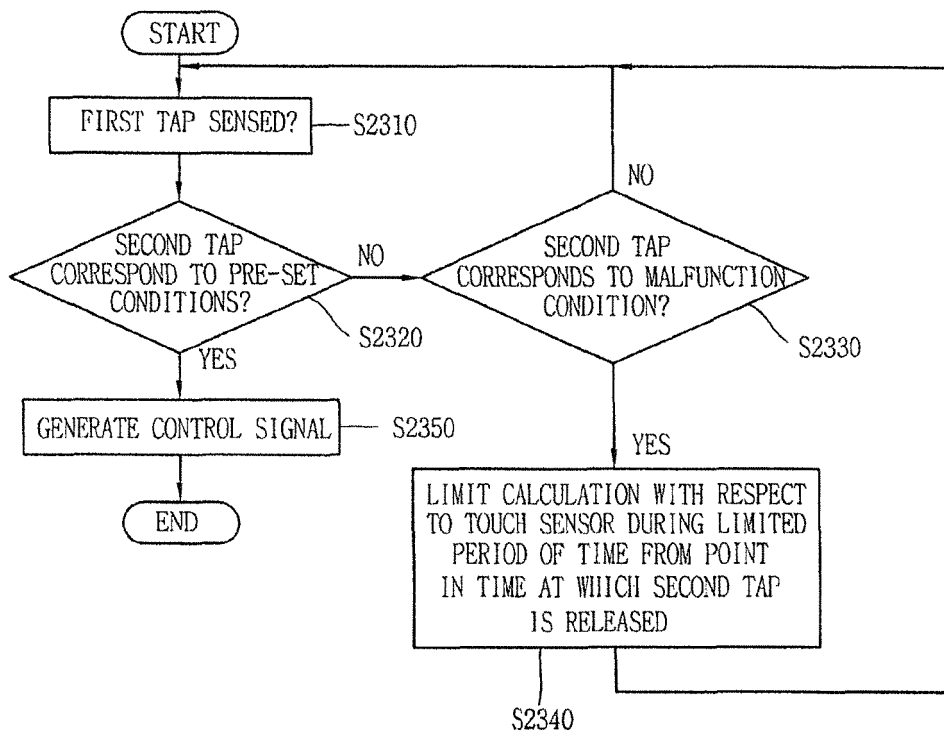 START
FIRST TAP SENSED?
S2310
SECOND TAP
CORRESPOND TO PRE-SET
CONDITIONS?
S2320
NO
YES
SECOND TAP
CORRESPONDS TO MALFUNCTION
CONDITION?
S2330
NO
YES
GENERATE CONTROL SIGNAL
S2350
END
LIMIT CALCULATION WITH RESPECT
TO TOUCH SENSOR DURING LIMITED
PERIOD OF TIME FROM POINT
IN TIME AT WHICH SECOND TAP
IS RELEASED
S2340